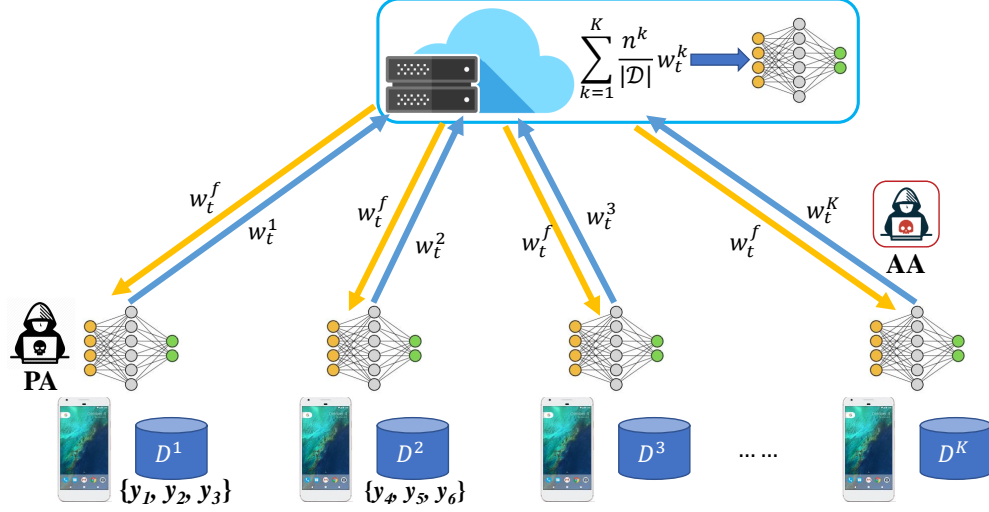 K
∑ n^k/|𝒟| w_t^k
k=1
w_t^f
w_t^1
w_t^f
w_t^2
w_t^3
w_t^f
w_t^K
w_t^f
AA
PA
D^1
D^2
D^3
... ...
D^K
{y_1, y_2, y_3}
{y_4, y_5, y_6}